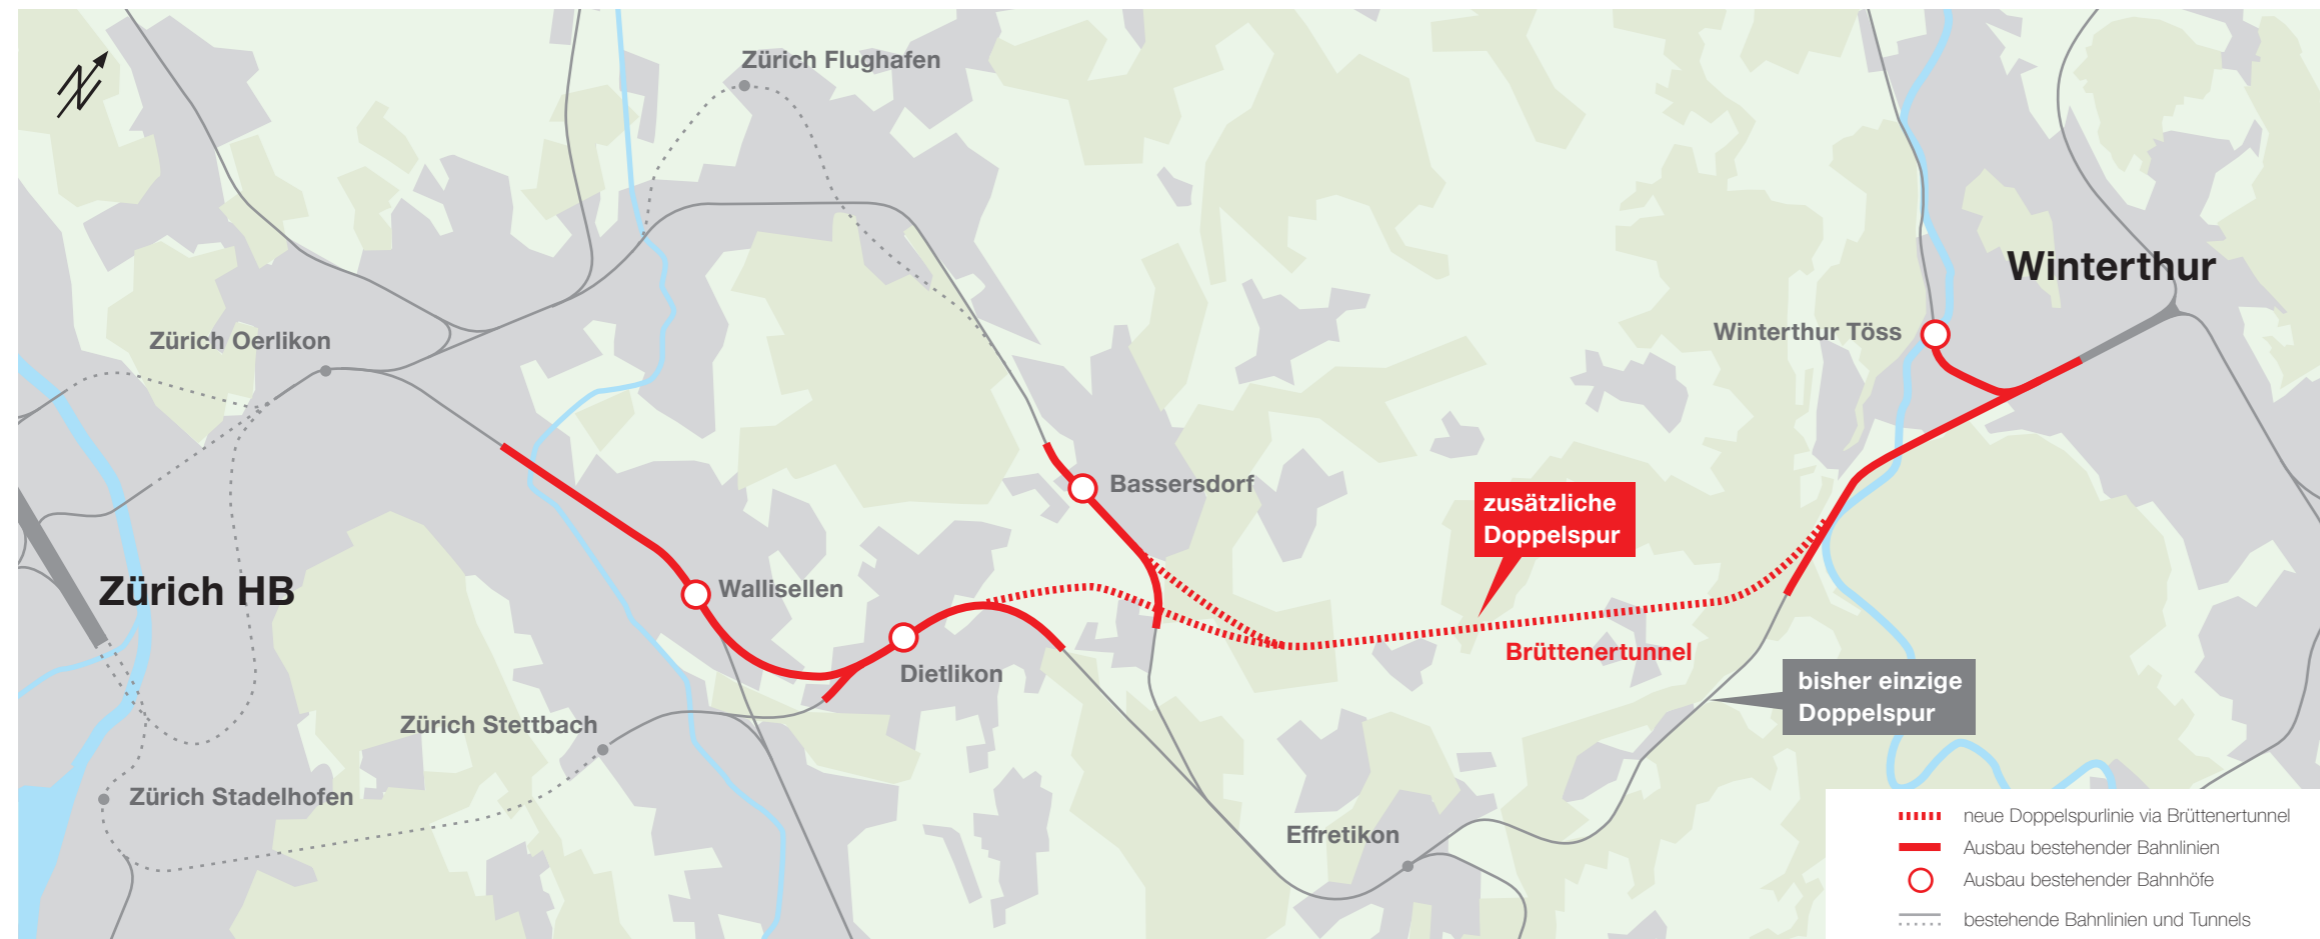 Zürich Flughafen
Winterthur
Winterthur Töss
Zürich Oerlikon
Bassersdorf
zusätzliche
Doppelspur
Zürich HB
Wallisellen
Brüttenertunnel
Dietlikon
bisher einzige
Doppelspur
Zürich Stettbach
Zürich Stadelhofen
Effretikon
neue Doppelspurlinie via Brüttenertunnel
Ausbau bestehender Bahnlinien
Ausbau bestehender Bahnhöfe
bestehende Bahnlinien und Tunnels